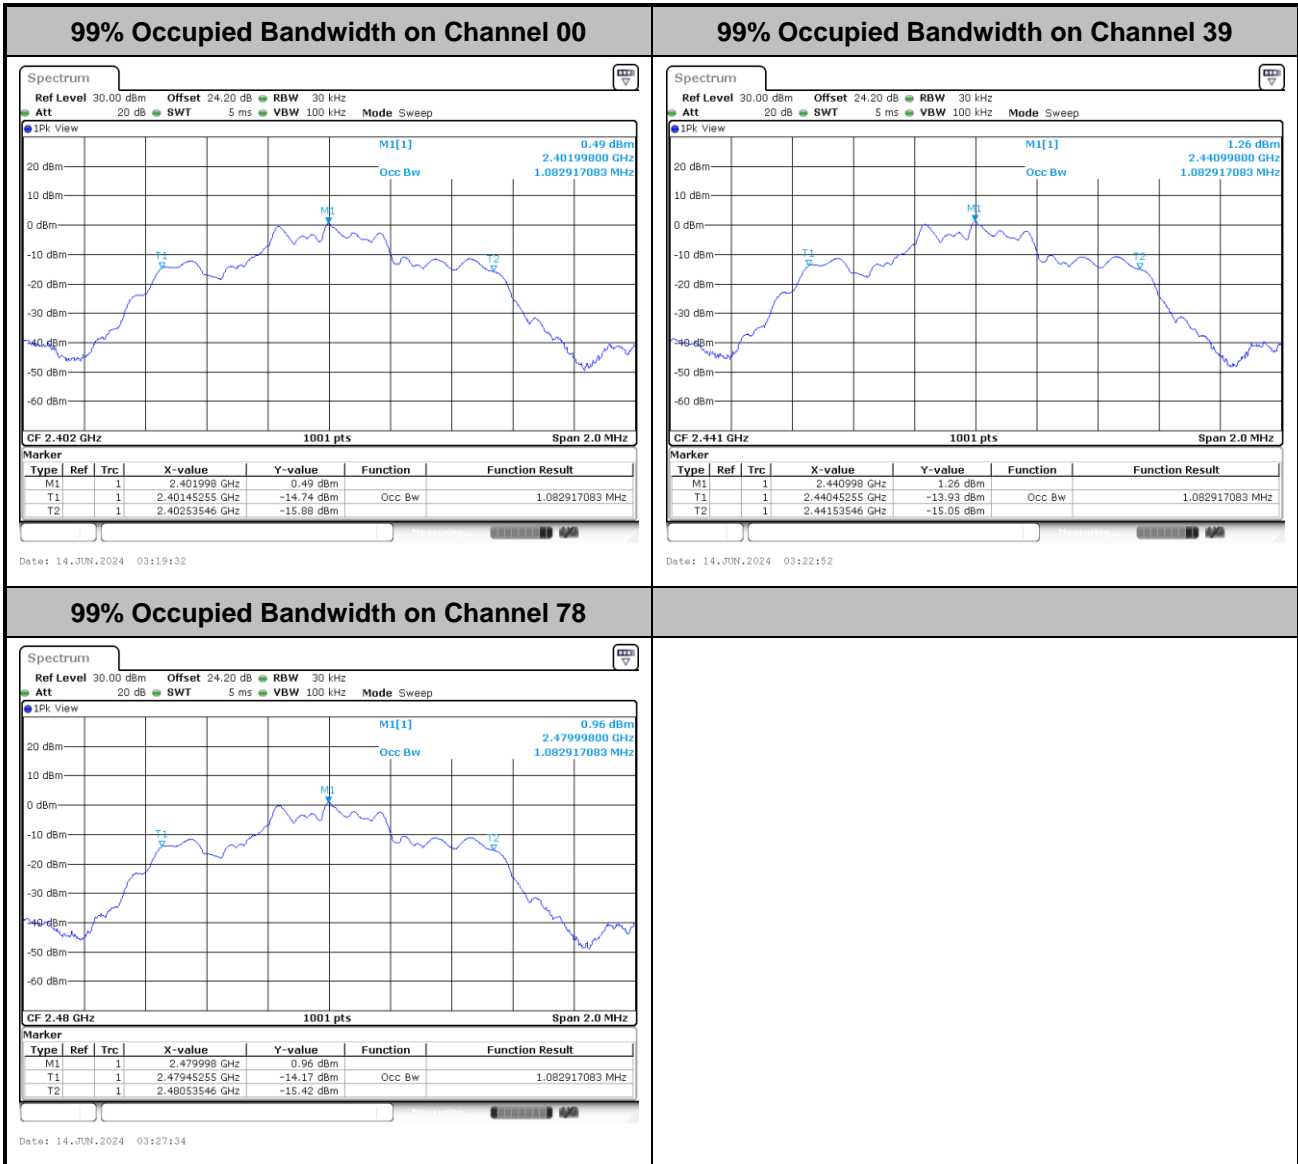 99% Occupied Bandwidth on Channel 00
Spectrum
Ref Level 30.00 dBm Offset 24.20 dB RBW 30 kHz
Att 20 dB SWT 5 ms VBW 100 kHz Mode Sweep
1Pk View
M1[1] 0.49 dBm
2.40199800 GHz
Occ Bw 1.082917083 MHz
20 dBm
10 dBm
M1
0 dBm
-10 dBm
T1
T2
-20 dBm
-30 dBm
-40 dBm
-50 dBm
-60 dBm
CF 2.402 GHz 1001 pts Span 2.0 MHz
Marker
Type Ref Trc X-value Y-value Function Function Result
M1 1 2.401998 GHz 0.49 dBm
T1 1 2.40145255 GHz -14.74 dBm Occ Bw 1.082917083 MHz
T2 1 2.40253546 GHz -15.88 dBm
Date: 14.JUN.2024 03:19:32
99% Occupied Bandwidth on Channel 39
Spectrum
Ref Level 30.00 dBm Offset 24.20 dB RBW 30 kHz
Att 20 dB SWT 5 ms VBW 100 kHz Mode Sweep
1Pk View
M1[1] 1.26 dBm
2.44099800 GHz
Occ Bw 1.082917083 MHz
20 dBm
10 dBm
M1
0 dBm
-10 dBm
T1
T2
-20 dBm
-30 dBm
-40 dBm
-50 dBm
-60 dBm
CF 2.441 GHz 1001 pts Span 2.0 MHz
Marker
Type Ref Trc X-value Y-value Function Function Result
M1 1 2.440998 GHz 1.26 dBm
T1 1 2.44045255 GHz -13.93 dBm Occ Bw 1.082917083 MHz
T2 1 2.44153546 GHz -15.05 dBm
Date: 14.JUN.2024 03:22:52
99% Occupied Bandwidth on Channel 78
Spectrum
Ref Level 30.00 dBm Offset 24.20 dB RBW 30 kHz
Att 20 dB SWT 5 ms VBW 100 kHz Mode Sweep
1Pk View
M1[1] 0.96 dBm
2.47999800 GHz
Occ Bw 1.082917083 MHz
20 dBm
10 dBm
M1
0 dBm
-10 dBm
T1
T2
-20 dBm
-30 dBm
-40 dBm
-50 dBm
-60 dBm
CF 2.48 GHz 1001 pts Span 2.0 MHz
Marker
Type Ref Trc X-value Y-value Function Function Result
M1 1 2.479998 GHz 0.96 dBm
T1 1 2.47945255 GHz -14.17 dBm Occ Bw 1.082917083 MHz
T2 1 2.48053546 GHz -15.42 dBm
Date: 14.JUN.2024 03:27:34